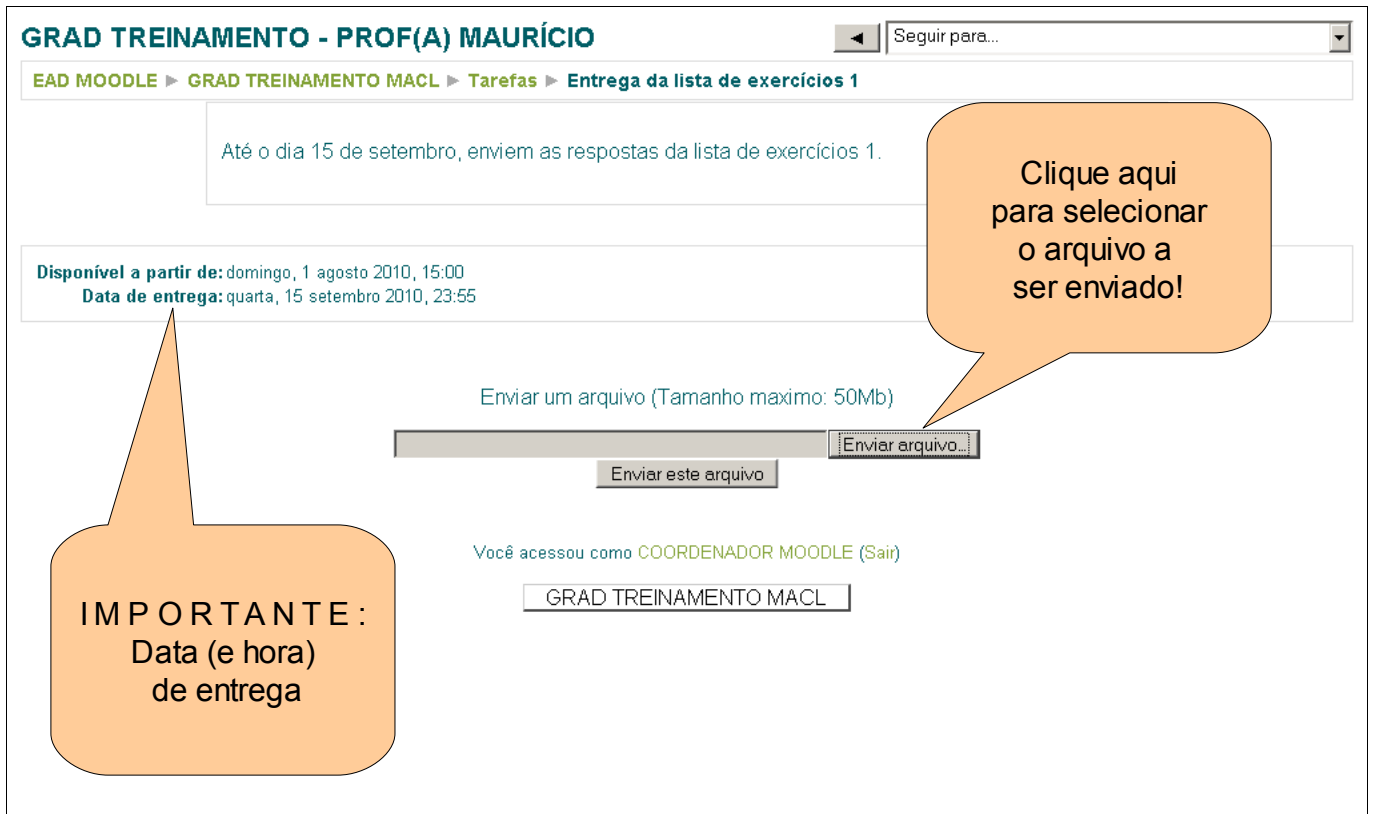 GRAD TREINAMENTO - PROF(A) MAURÍCIO
Seguir para...
EAD MOODLE ► GRAD TREINAMENTO MACL ► Tarefas ► Entrega da lista de exercícios 1
Até o dia 15 de setembro, enviem as respostas da lista de exercícios 1.
Clique aqui
para selecionar
o arquivo a
ser enviado!
Disponível a partir de: domingo, 1 agosto 2010, 15:00
Data de entrega: quarta, 15 setembro 2010, 23:55
Enviar um arquivo (Tamanho maximo: 50Mb)
Enviar arquivo...
Enviar este arquivo
Você acessou como COORDENADOR MOODLE (Sair)
GRAD TREINAMENTO MACL
IMPORTANTE:
Data (e hora)
de entrega